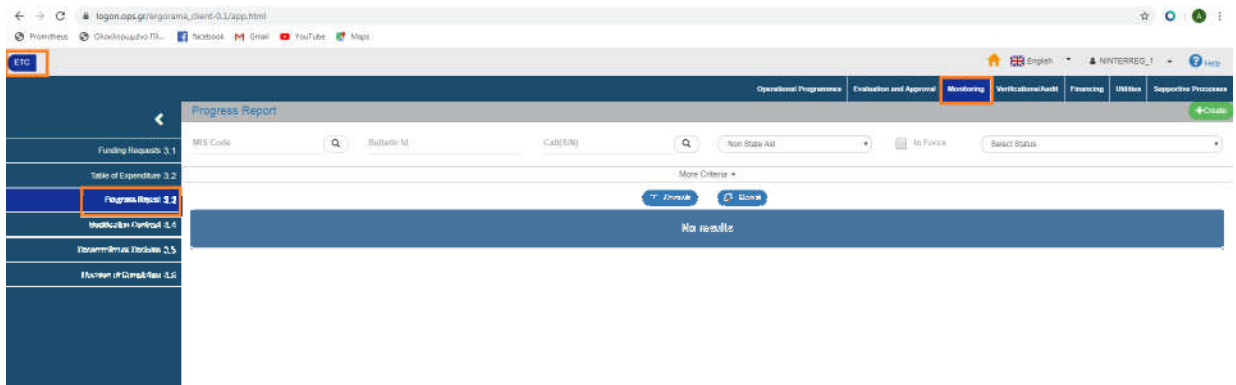 logon.ops.gr/ergorama_client-0.1/app.html
Prometheus facebook Gmail YouTube Maps
ETC English NINTERREG_1 Help
Operational Programmes Evaluation and Approval Monitoring Verifications/Audit Financing Utilities Supportive Processes
Progress Report +Create
MIS Code Bulletin Id Call(S/N) Non State Aid In Force Select Status
Funding Requests 3.1
Table of Expenditure 3.2
More Criteria
Progress Report 3.3
Search Reset
No results